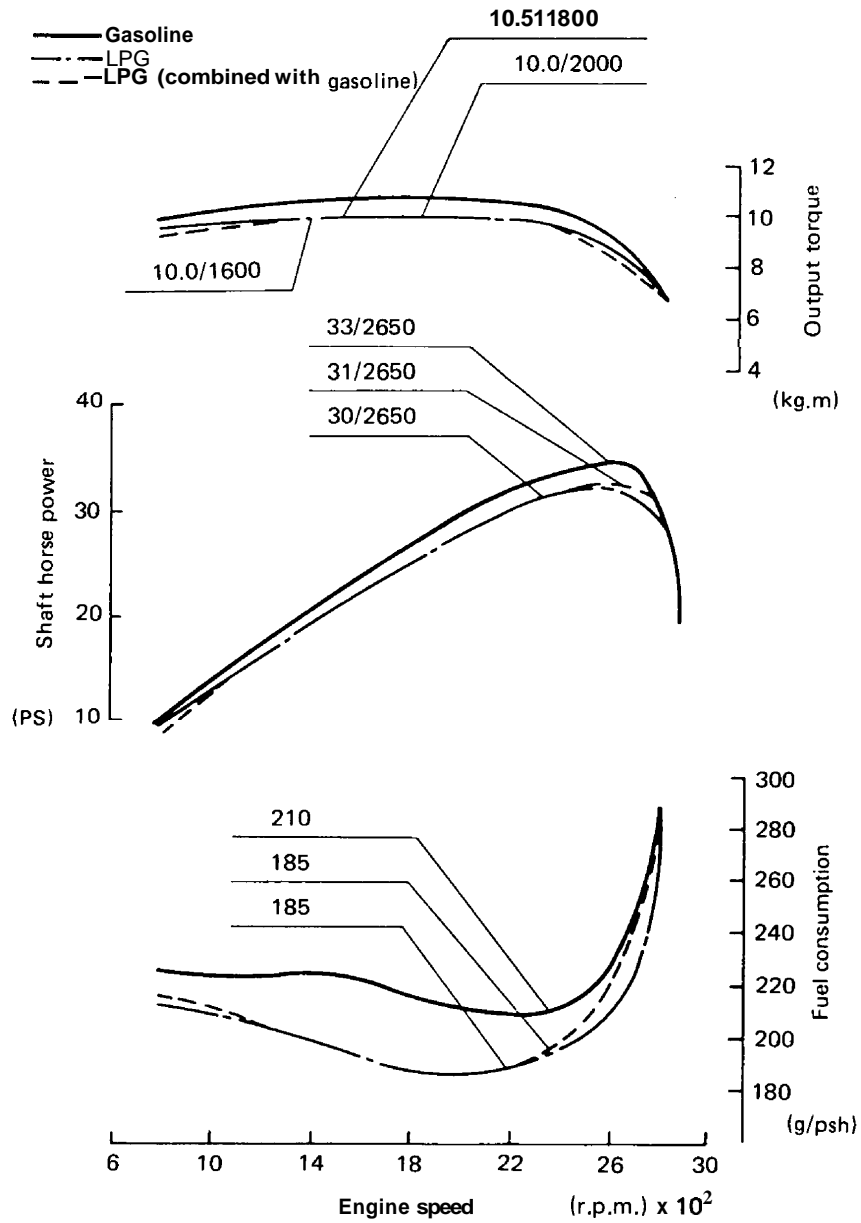 Gasoline
LPG
LPG (combined with gasoline)
10.511800
10.0/2000
10.0/1600
12
10
8
6
4
Output torque
(kg.m)
33/2650
31/2650
30/2650
40
30
20
10
Shaft horse power
(PS)
210
185
185
300
280
260
240
220
200
180
Fuel consumption
(g/psh)
6 10 14 18 22 26 30
Engine speed (r.p.m.) x 10²